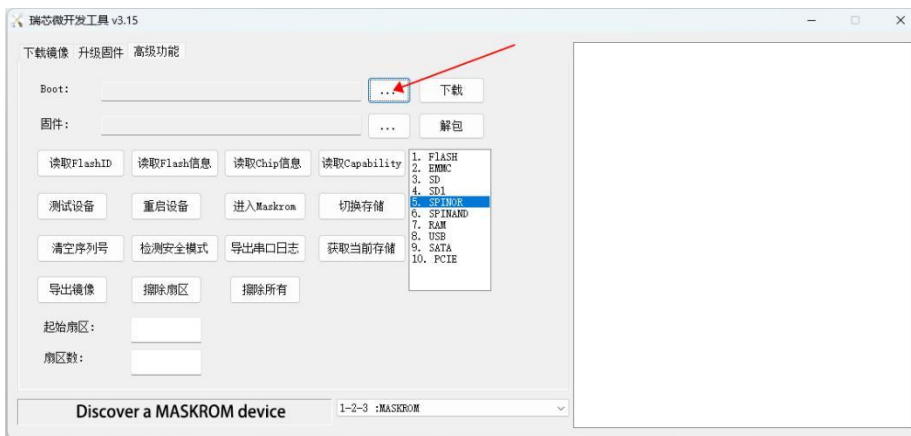 瑞芯微开发工具 v3.15
下载镜像 升级固件 高级功能
Boot: ... 下载
固件: ... 解包
读取FlashID 读取Flash信息 读取Chip信息 读取Capability
测试设备 重启设备 进入Maskrom 切换存储
清空序列号 检测安全模式 导出串口日志 获取当前存储
导出镜像 擦除扇区 擦除所有
1. FlASH
2. EMMC
3. SD
4. SD1
5. SPINOR
6. SPINAND
7. RAM
8. USB
9. SATA
10. PCIE
起始扇区:
扇区数:
Discover a MASKROM device
1-2-3 :MASKROM